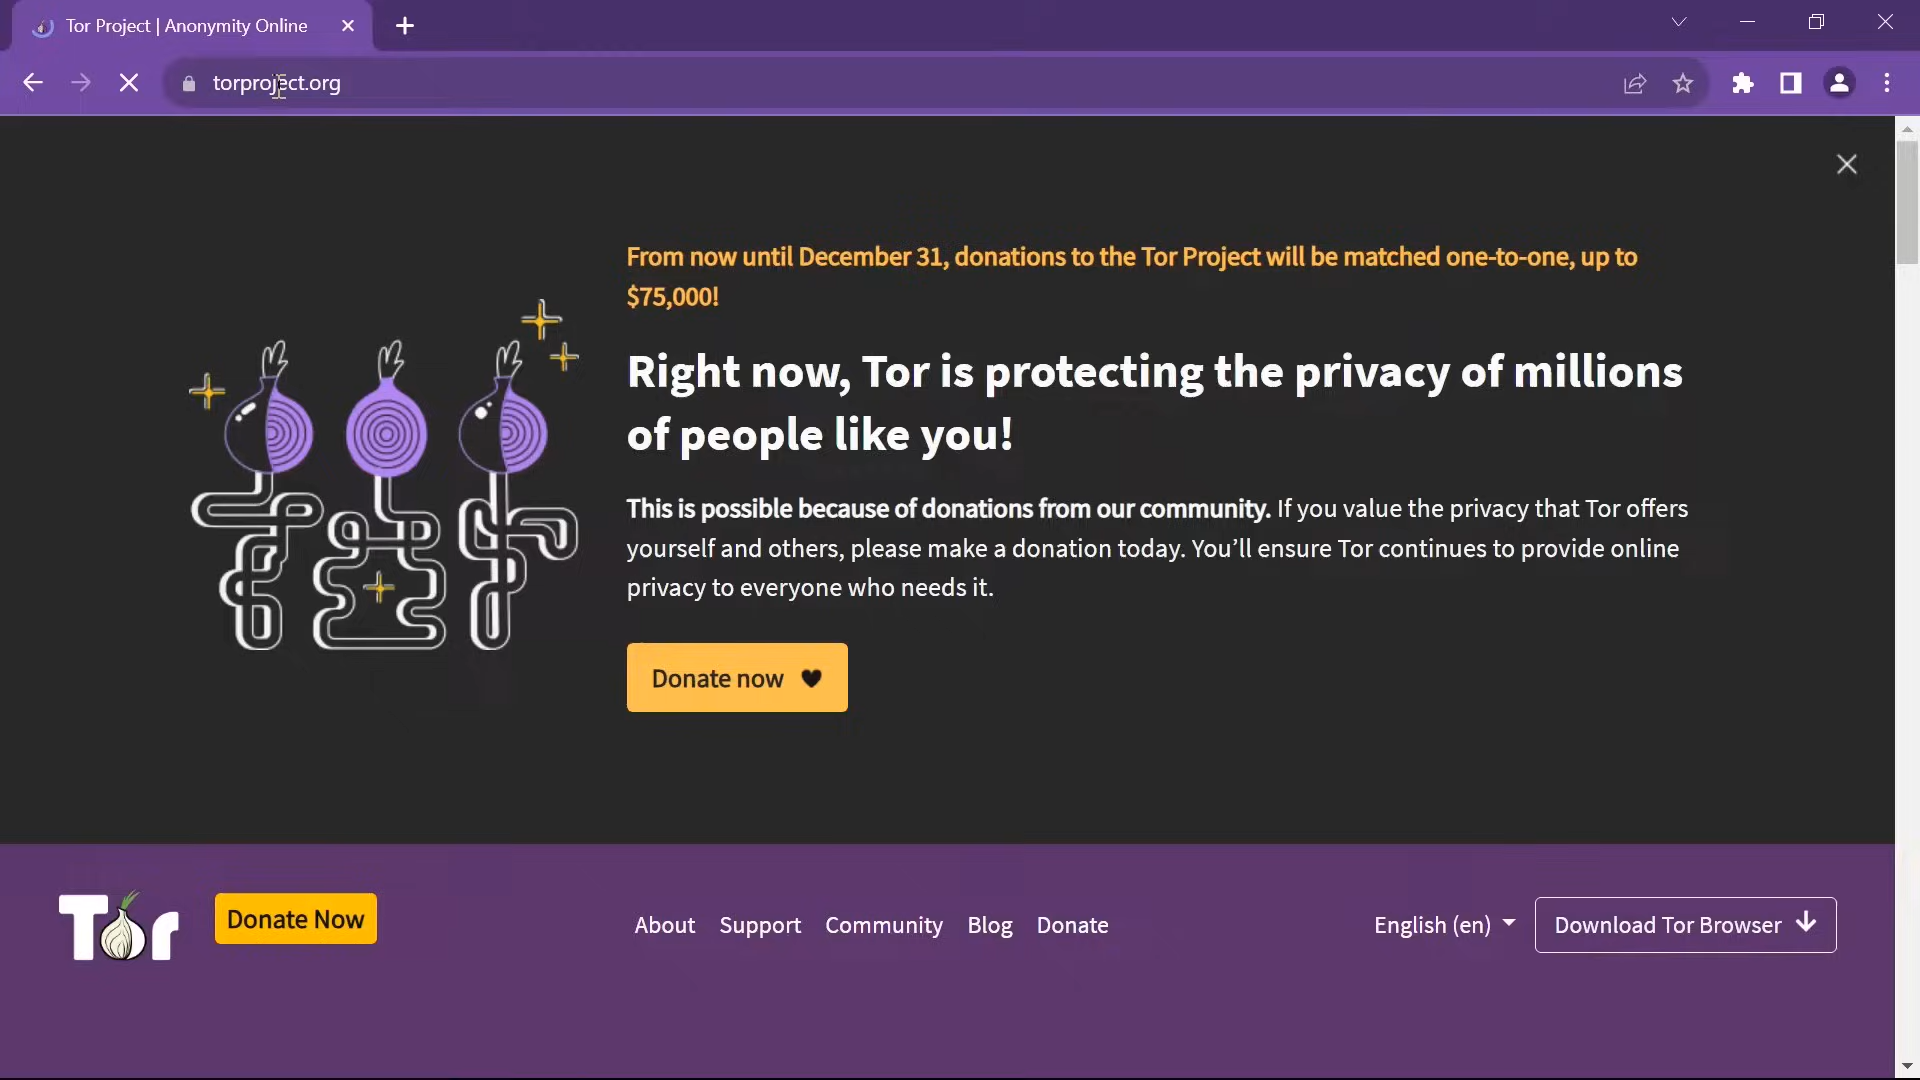 Tor Project | Anonymity Online
torproject.org
From now until December 31, donations to the Tor Project will be matched one-to-one, up to
$75,000!
Right now, Tor is protecting the privacy of millions
of people like you!
This is possible because of donations from our community. If you value the privacy that Tor offers
yourself and others, please make a donation today. You’ll ensure Tor continues to provide online
privacy to everyone who needs it.
Donate now
Tor
Donate Now
About Support Community Blog Donate
English (en)
Download Tor Browser